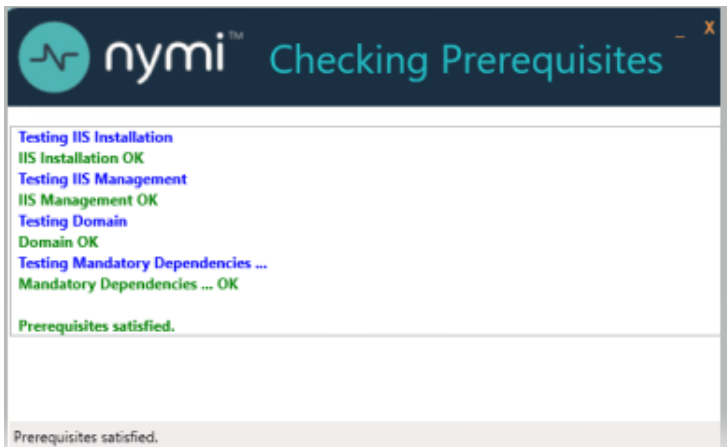 nymi™ Checking Prerequisites
_ X
Testing IIS Installation
IIS Installation OK
Testing IIS Management
IIS Management OK
Testing Domain
Domain OK
Testing Mandatory Dependencies ...
Mandatory Dependencies ... OK
Prerequisites satisfied.
Prerequisites satisfied.